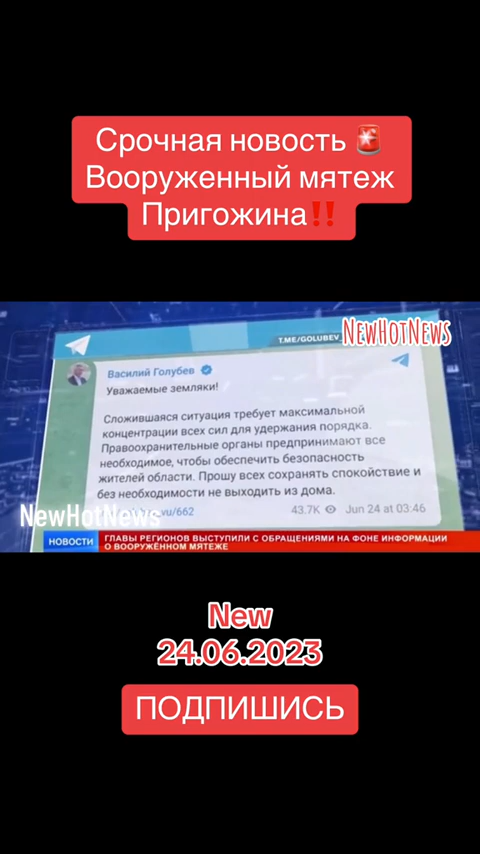 Срочная новость 🚨
Вооруженный мятеж
Пригожина‼️
T.ME/GOLUBEV
NewHotNews
Василий Голубев
Уважаемые земляки!
Сложившаяся ситуация требует максимальной
концентрации всех сил для удержания порядка.
Правоохранительные органы предпринимают все
необходимое, чтобы обеспечить безопасность
жителей области. Прошу всех сохранять спокойствие и
без необходимости не выходить из дома.
NewHotNews
vu/662 43.7K Jun 24 at 03:46
НОВОСТИ
ГЛАВЫ РЕГИОНОВ ВЫСТУПИЛИ С ОБРАЩЕНИЯМИ НА ФОНЕ ИНФОРМАЦИИ
О ВООРУЖЁННОМ МЯТЕЖЕ
New
24.06.2023
ПОДПИШИСЬ